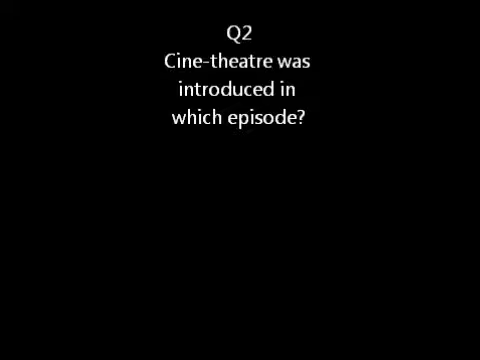 Q2
Cine-theatre was
introduced in
which episode?